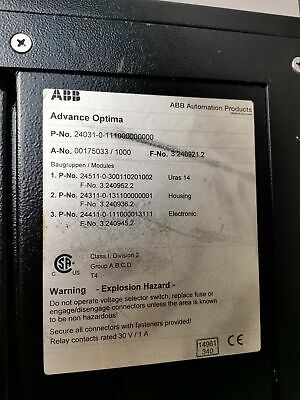 ABB
ABB Automation Products
Advance Optima
P-No. 24031-0-111000000000
A-No. 00175033 / 1000 F-No. 3.240921.2
Baugruppen / Modules
1. P-No. 24511-0-300110201002 Uras 14
F-No. 3.240952.2
2. P-No. 24311-0-131100000001 Housing
F-No. 3.240936.2
3. P-No. 24411-0-111000013111 Electronic
F-No. 3.240945.2
C US
Class I, Division 2
Group A,B,C,D
T4
Warning - Explosion Hazard -
Do not operate voltage selector switch, replace fuse or
engage/disengage connectors unless the area is known
to be non hazardous!
Secure all connectors with fasteners provided!
Relay contacts rated 30 V / 1 A
14961
34D
CE